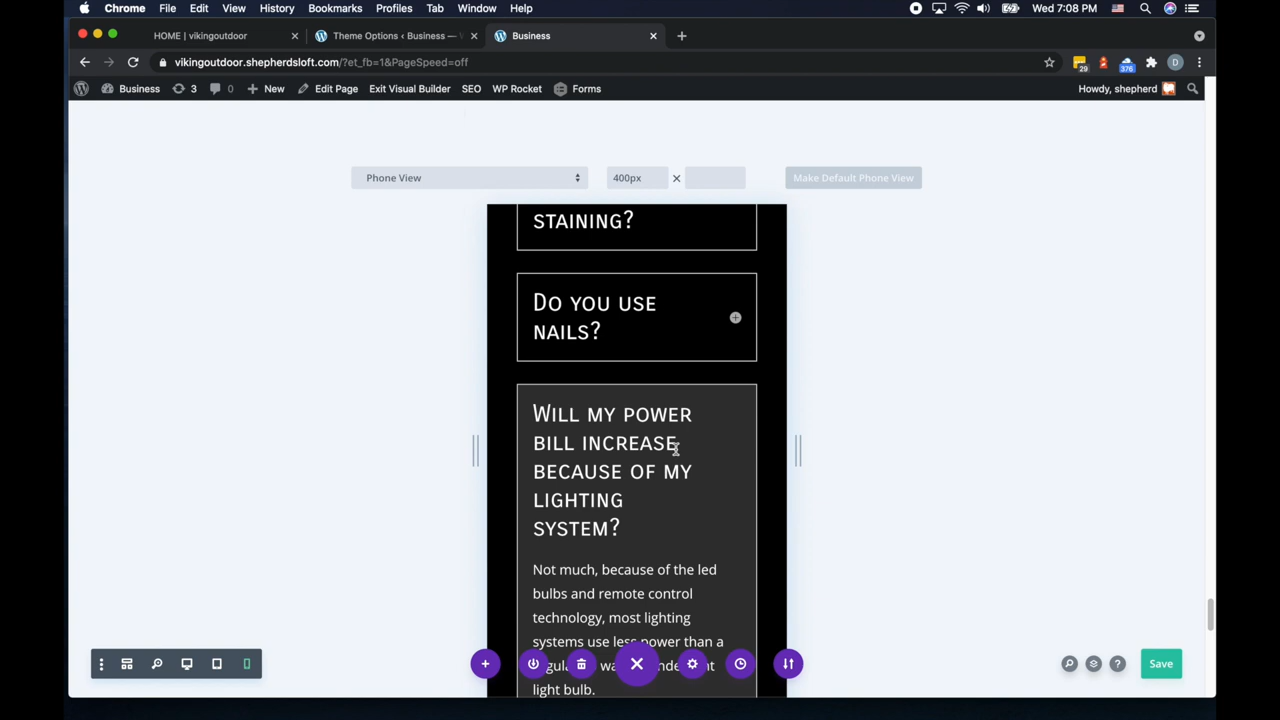 Chrome File Edit View History Bookmarks Profiles Tab Window Help Wed 7:08 PM
HOME | vikingoutdoor
Theme Options ‹ Business —
Business
vikingoutdoor.shepherdsloft.com/?et_fb=1&PageSpeed=off
29
376
D
Business 3 0 New Edit Page Exit Visual Builder SEO WP Rocket Forms Howdy, shepherd
Phone View 400px Make Default Phone View
STAINING?
DO YOU USE
NAILS?
WILL MY POWER
BILL INCREASE
BECAUSE OF MY
LIGHTING
SYSTEM?
Not much, because of the led
bulbs and remote control
technology, most lighting
systems use less power than a
light bulb.
?
Save